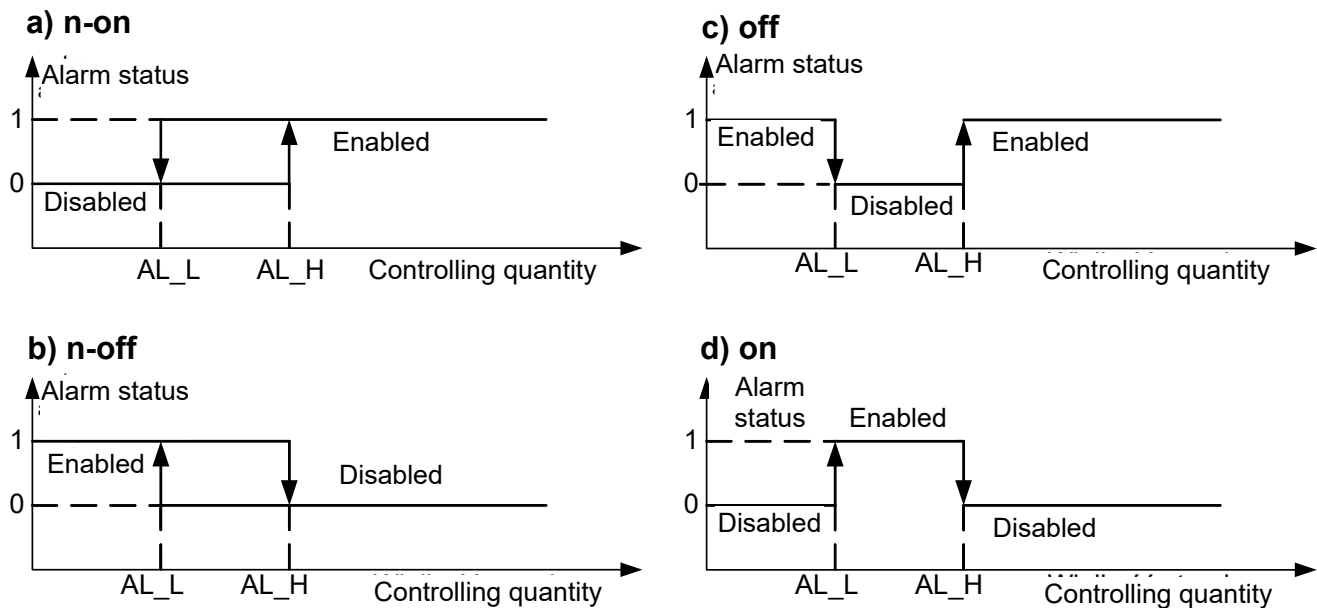 a) n-on
Alarm status
1
Enabled
0
Disabled
AL_L
AL_H
Controlling quantity
c) off
Alarm status
1
Enabled
Enabled
0
Disabled
AL_L
AL_H
Controlling quantity
b) n-off
Alarm status
1
Enabled
Disabled
0
AL_L
AL_H
Controlling quantity
d) on
Alarm
status
Enabled
1
0
Disabled
Disabled
AL_L
AL_H
Controlling quantity